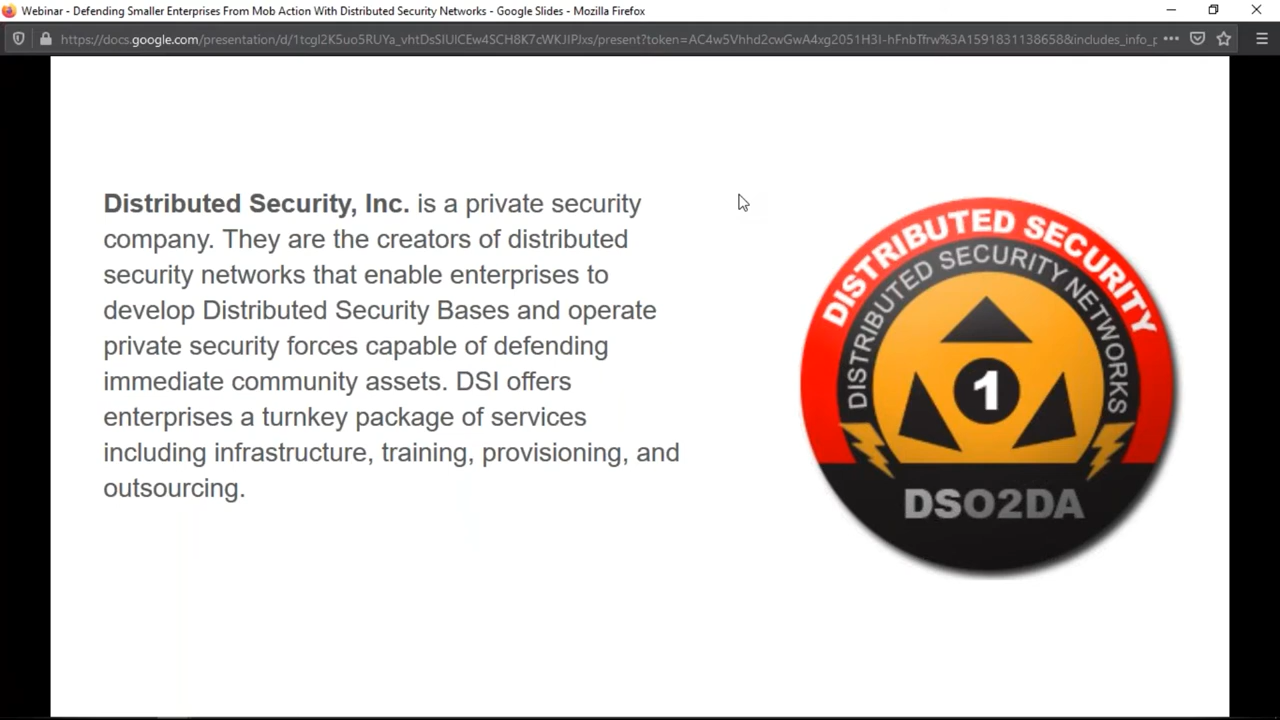 Webinar - Defending Smaller Enterprises From Mob Action With Distributed Security Networks - Google Slides - Mozilla Firefox
Distributed Security, Inc. is a private security
company. They are the creators of distributed
security networks that enable enterprises to
develop Distributed Security Bases and operate
private security forces capable of defending
immediate community assets. DSI offers
enterprises a turnkey package of services
including infrastructure, training, provisioning, and
outsourcing.
DISTRIBUTED SECURITY
DISTRIBUTED SECURITY NETWORKS
1
DSO2DA